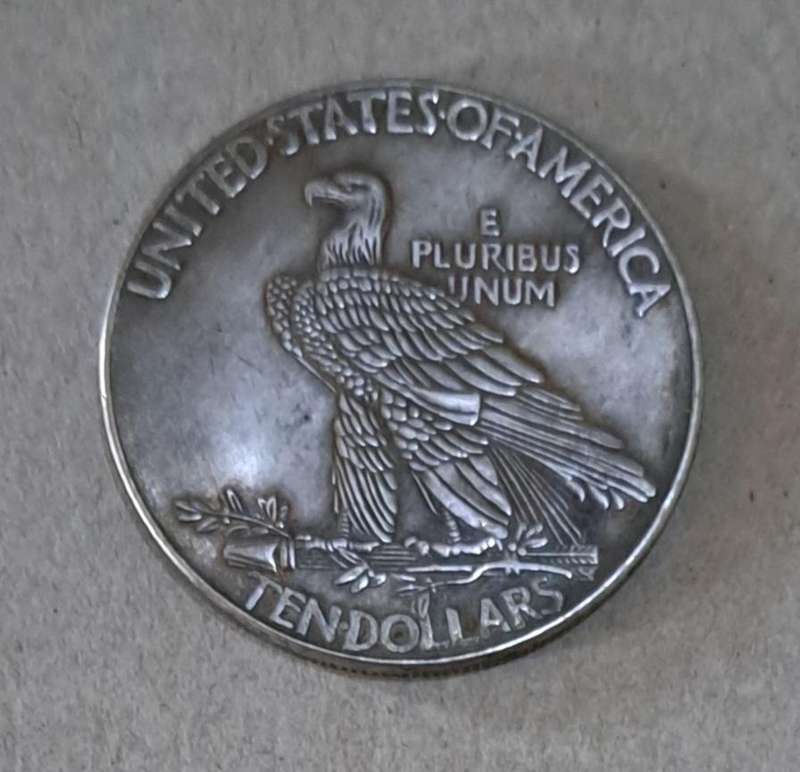 UNITED·STATES·OF·AMERICA
E
PLURIBUS
UNUM
TEN·DOLLARS